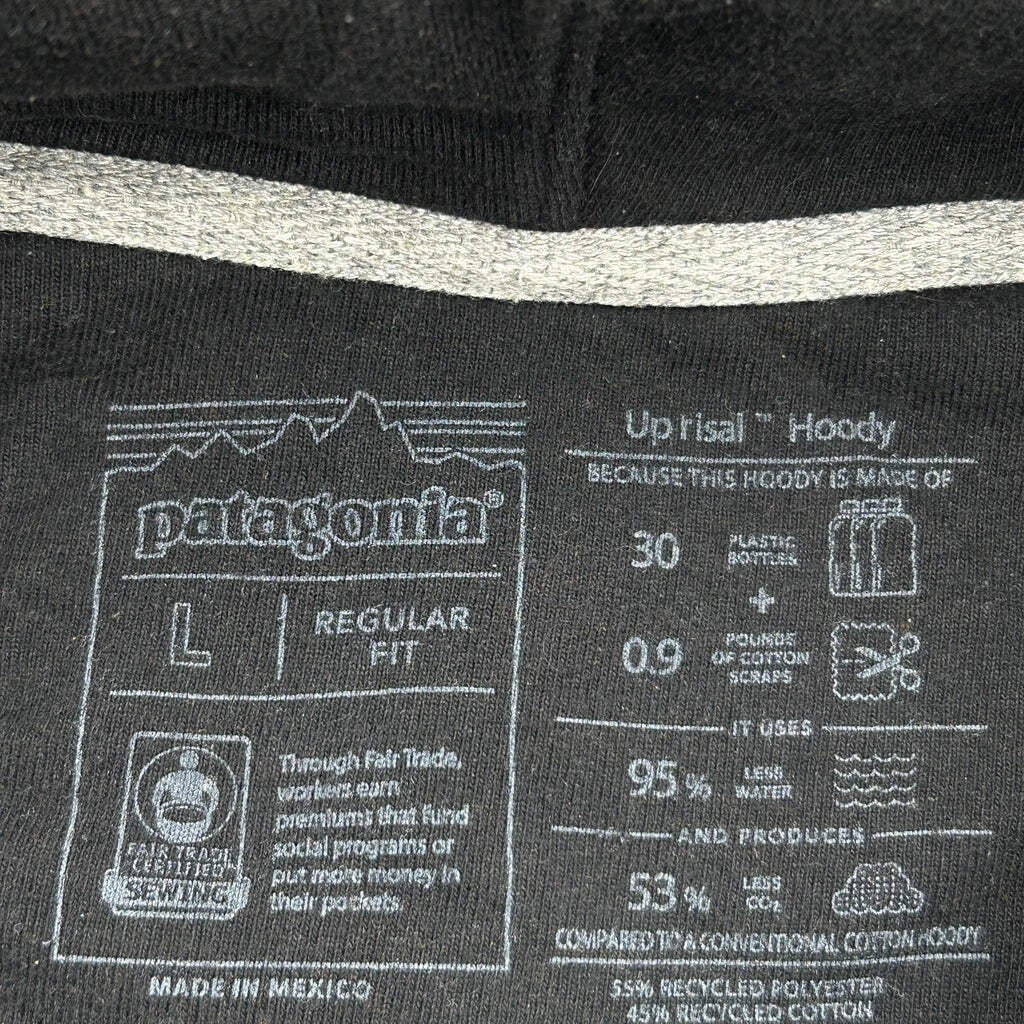 patagonia®
L
REGULAR
FIT
FAIR TRADE
CERTIFIED
SEWING
Through Fair Trade,
workers earn
premiums that fund
social programs or
put more money in
their pockets
MADE IN MEXICO
Uprisal™ Hoody
BECAUSE THIS HOODY IS MADE OF
30 PLASTIC
BOTTLES
+
0.9 POUNDS
OF COTTON
SCRAPS
IT USES
95% LESS
WATER
AND PRODUCES
53% LESS
CO2
COMPARED TO A CONVENTIONAL COTTON HOODY
55% RECYCLED POLYESTER
45% RECYCLED COTTON